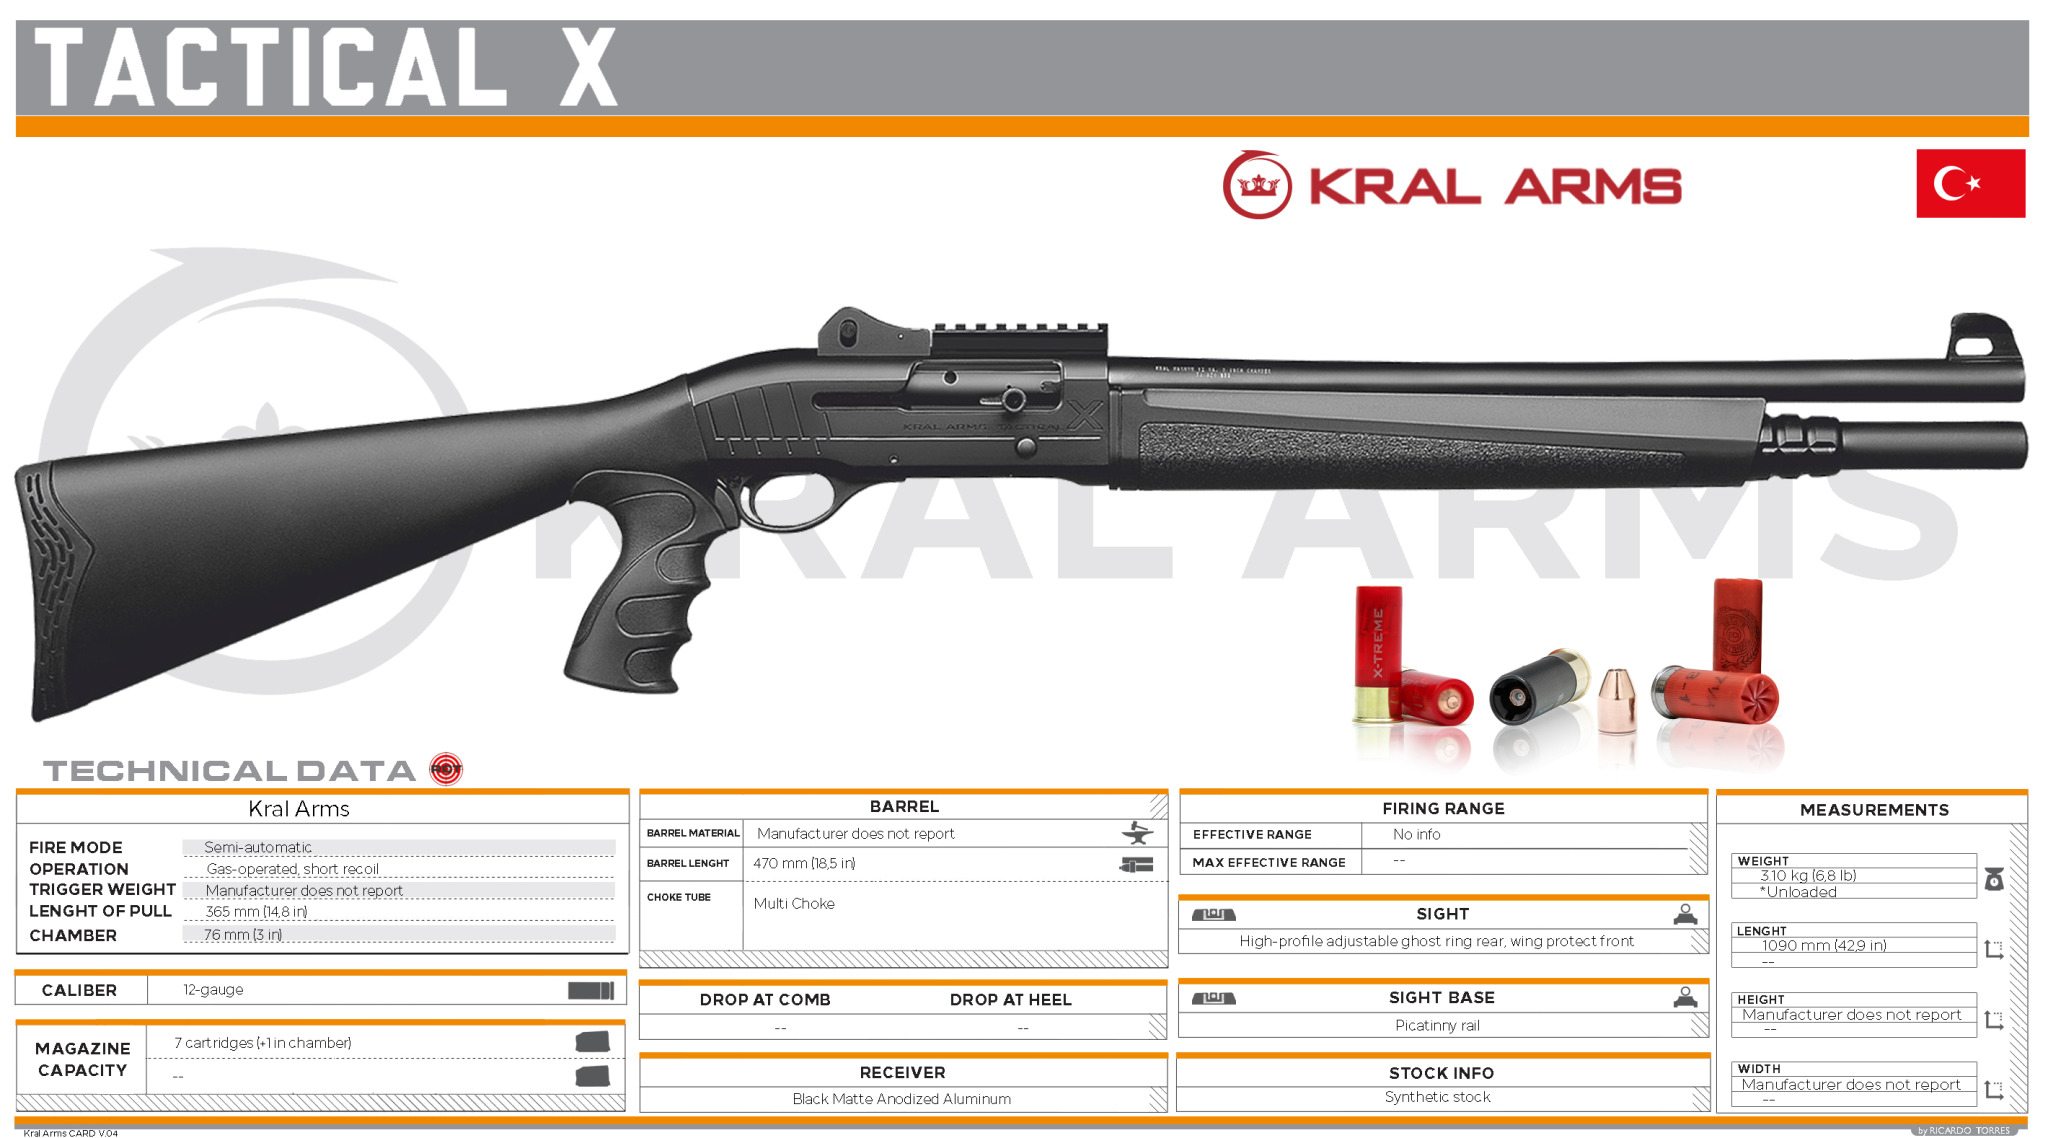 TACTICAL X
KRAL ARMS
KRAL ARMS
KRAL ARMS TACTICAL X
X-TREME
TECHNICAL DATA
Kral Arms
FIRE MODE Semi-automatic
OPERATION Gas-operated, short recoil
TRIGGER WEIGHT Manufacturer does not report
LENGHT OF PULL 365 mm (14,8 in)
CHAMBER 76 mm (3 in)
CALIBER 12-gauge
MAGAZINE CAPACITY
7 cartridges (+1 in chamber)
--
BARREL
BARREL MATERIAL Manufacturer does not report
BARREL LENGHT 470 mm (18,5 in)
CHOKE TUBE Multi Choke
DROP AT COMB DROP AT HEEL
-- --
RECEIVER
Black Matte Anodized Aluminum
FIRING RANGE
EFFECTIVE RANGE No info
MAX EFFECTIVE RANGE --
SIGHT
High-profile adjustable ghost ring rear, wing protect front
SIGHT BASE
Picatinny rail
STOCK INFO
Synthetic stock
MEASUREMENTS
WEIGHT
3.10 kg (6,8 lb)
*Unloaded
LENGHT
1090 mm (42,9 in)
--
HEIGHT
Manufacturer does not report
--
WIDTH
Manufacturer does not report
--
Kral Arms CARD V.04
by RICARDO TORRES